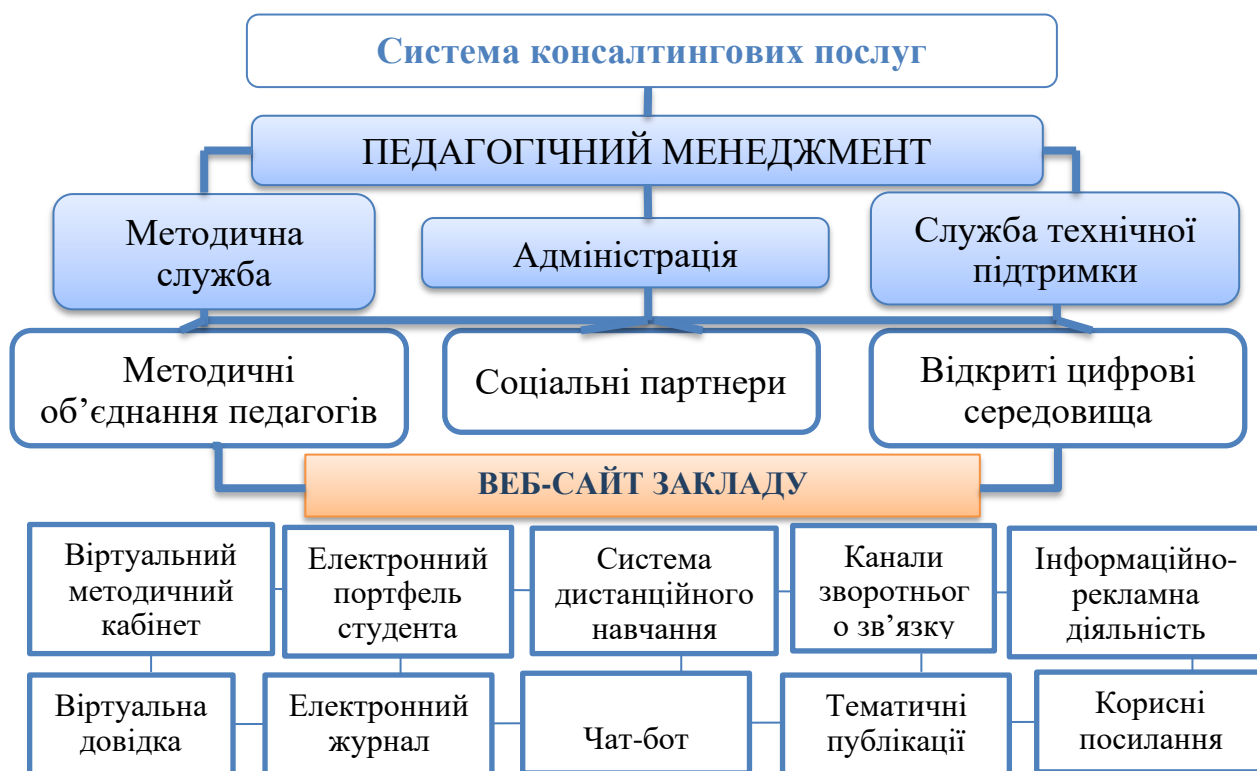 Система консалтингових послуг
ПЕДАГОГІЧНИЙ МЕНЕДЖМЕНТ
Методична
служба
Адміністрація
Служба технічної
підтримки
Методичні
об’єднання педагогів
Соціальні партнери
Відкриті цифрові
середовища
ВЕБ-САЙТ ЗАКЛАДУ
Віртуальний
методичний
кабінет
Електронний
портфель
студента
Система
дистанційного
навчання
Канали
зворотньог
о зв’язку
Інформаційно-
рекламна
діяльність
Віртуальна
довідка
Електронний
журнал
Чат-бот
Тематичні
публікації
Корисні
посилання